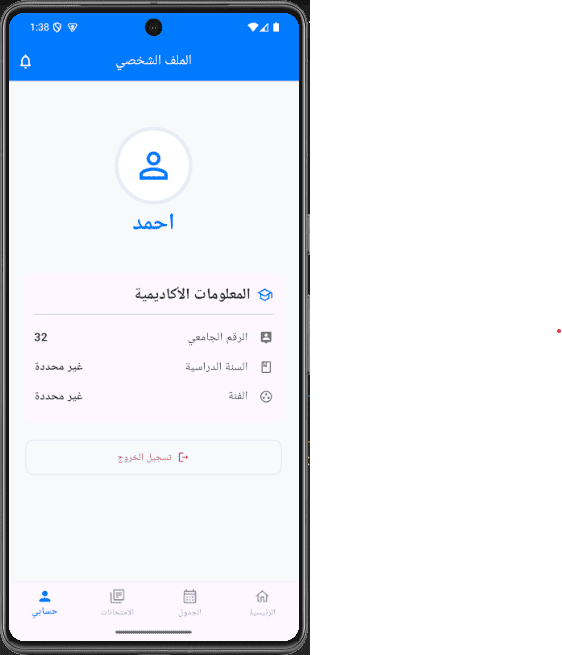 1:38
الملف الشخصي
احمد
المعلومات الأكاديمية
الرقم الجامعي 32
السنة الدراسية غير محددة
الفئة غير محددة
تسجيل الخروج
الرئيسية الجدول الامتحانات حسابي